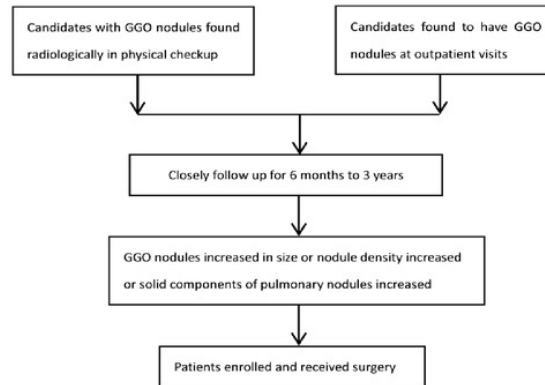 Candidates with GGO nodules found
radiologically in physical checkup
Candidates found to have GGO
nodules at outpatient visits
Closely follow up for 6 months to 3 years
GGO nodules increased in size or nodule density increased
or solid components of pulmonary nodules increased
Patients enrolled and received surgery